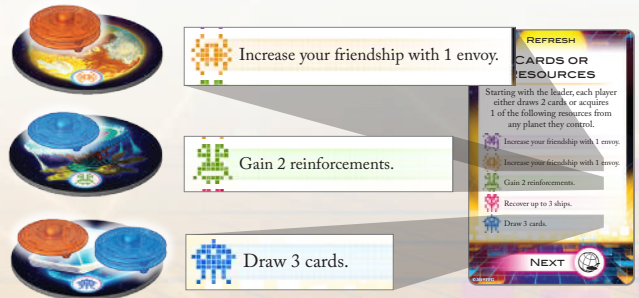 Increase your friendship with 1 envoy.
Gain 2 reinforcements.
Draw 3 cards.
REFRESH
CARDS OR
RESOURCES
Starting with the leader, each player
either draws 2 cards or acquires
1 of the following resources from
any planet they control.
Increase your friendship with 1 envoy.
Increase your friendship with 1 envoy.
Gain 2 reinforcements.
Recover up to 3 ships.
Draw 3 cards.
NEXT